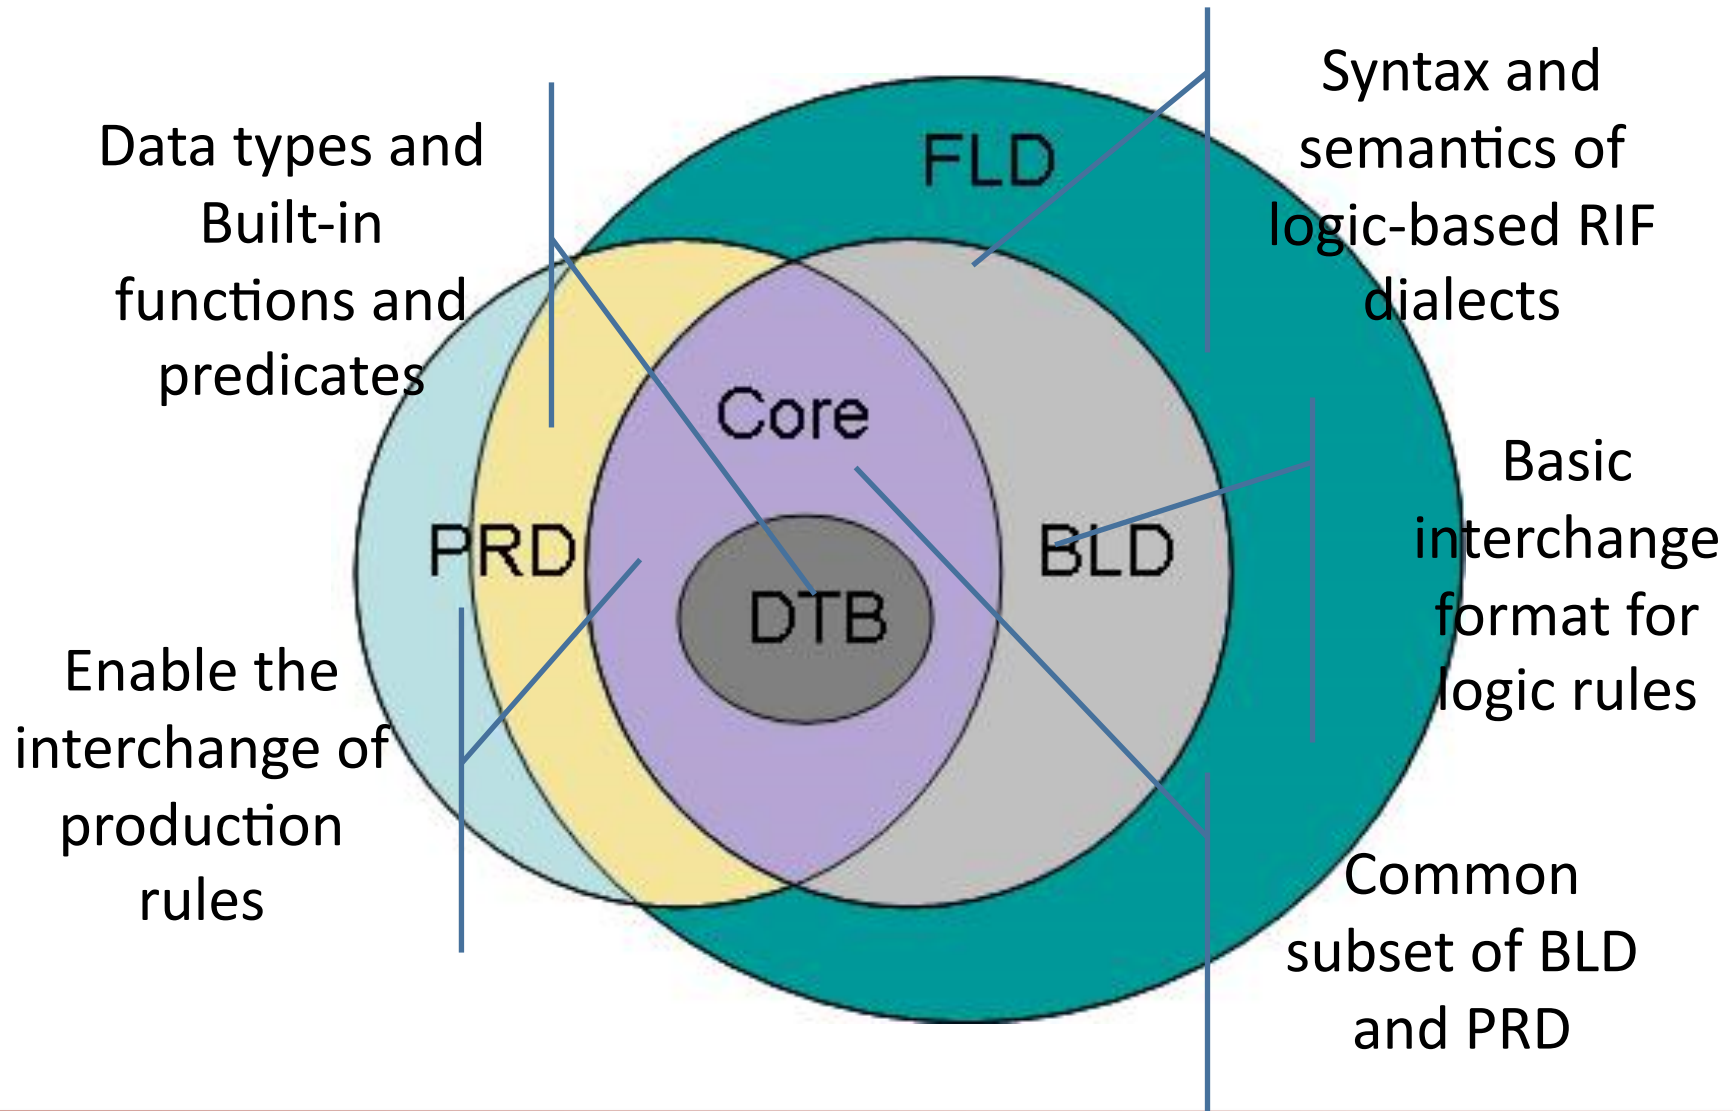 Data types and
Built-in
functions and
predicates
Syntax and
semantics of
logic-based RIF
dialects
FLD
Core
PRD
BLD
DTB
Basic
interchange
format for
logic rules
Enable the
interchange of
production
rules
Common
subset of BLD
and PRD